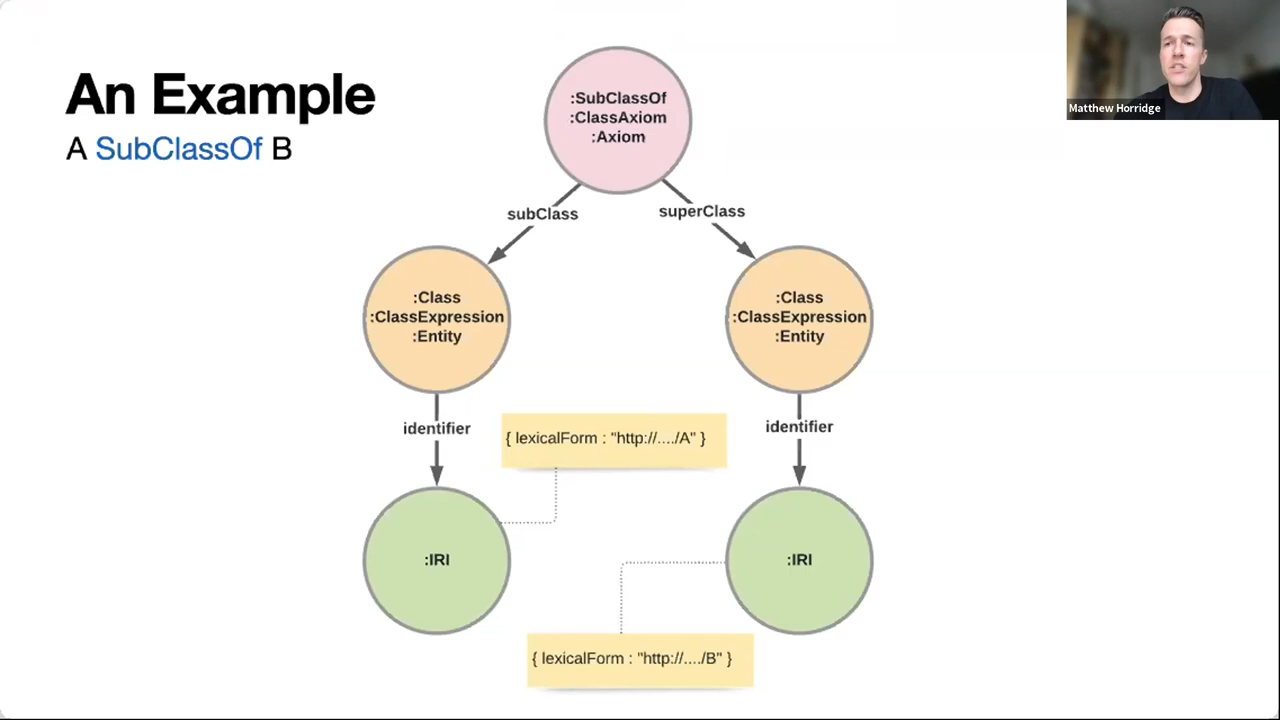 An Example
A SubClassOf B
Matthew Horridge
:SubClassOf
:ClassAxiom
:Axiom
subClass
superClass
:Class
:ClassExpression
:Entity
:Class
:ClassExpression
:Entity
identifier
identifier
{ lexicalForm : "http://..../A" }
:IRI
:IRI
{ lexicalForm : "http://..../B" }